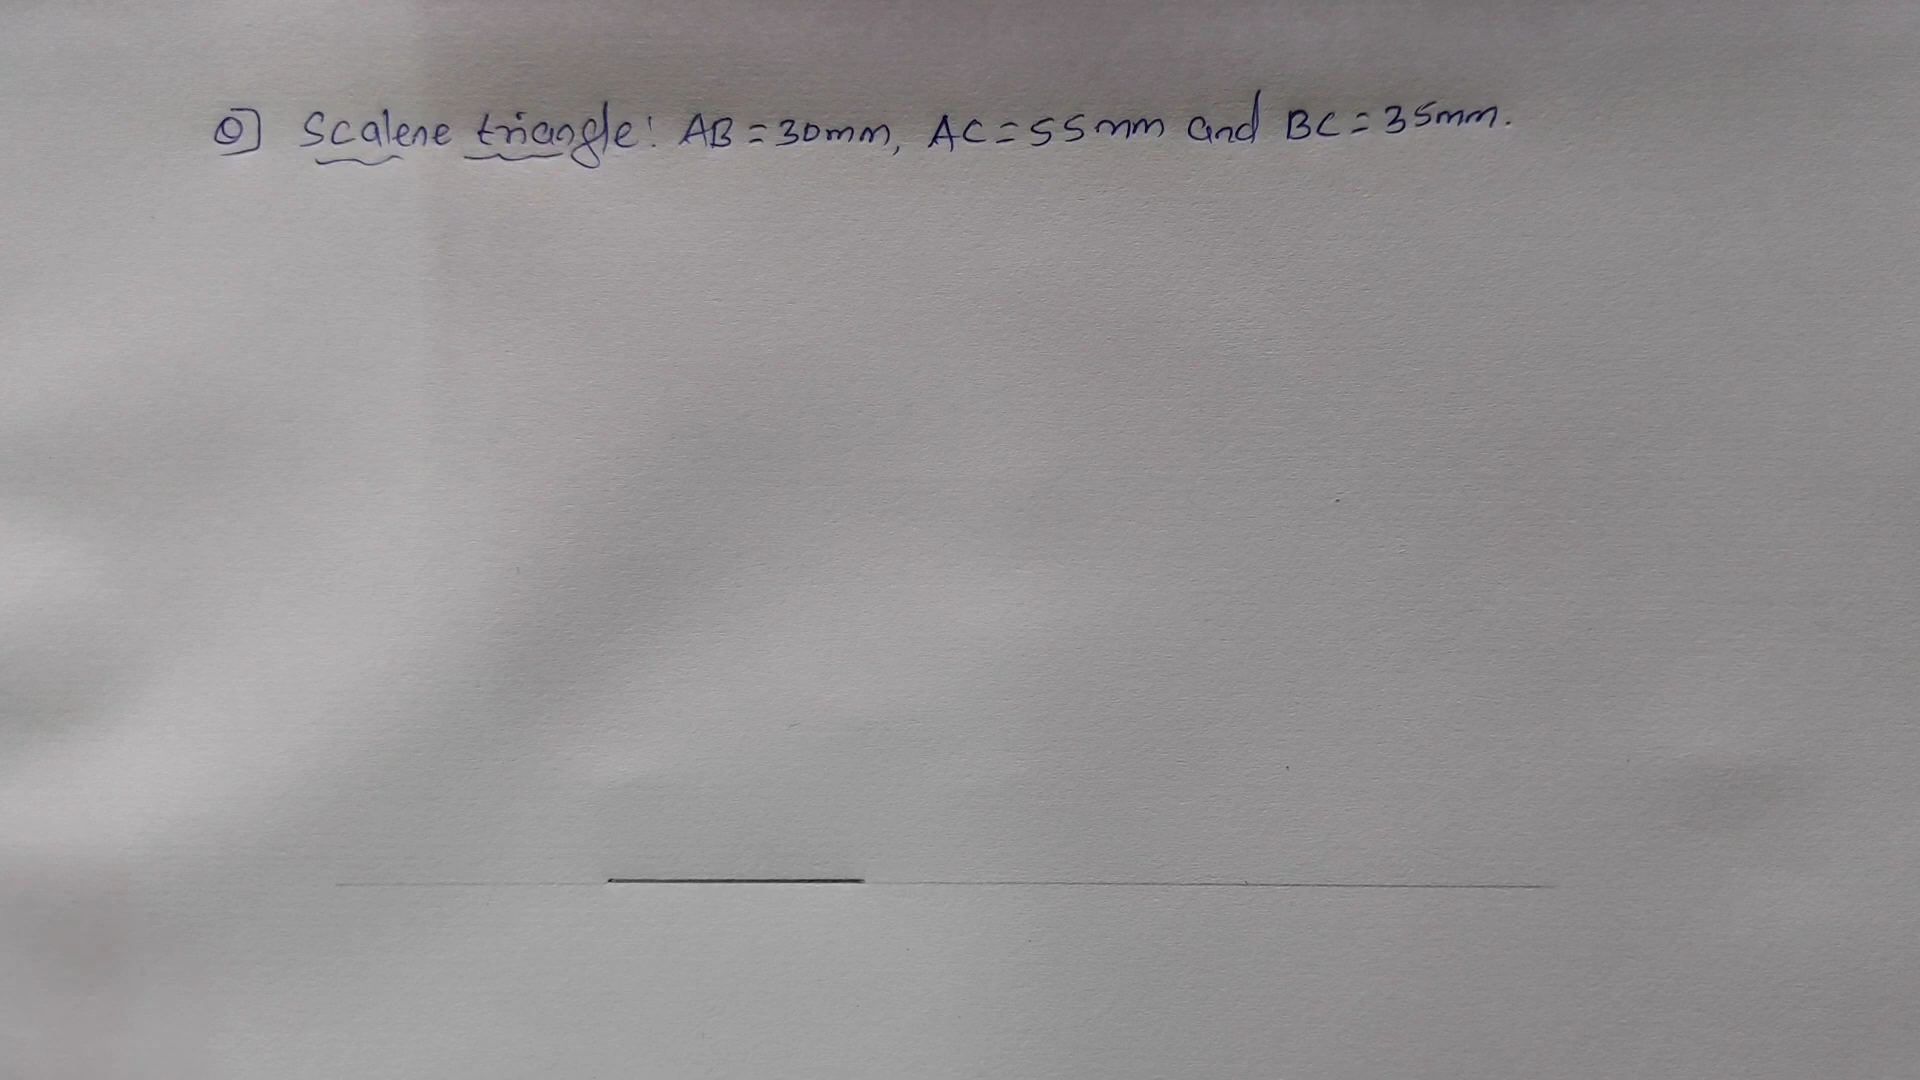 ⊙] Scalene triangle: AB=30mm, AC=55mm and BC=35mm.